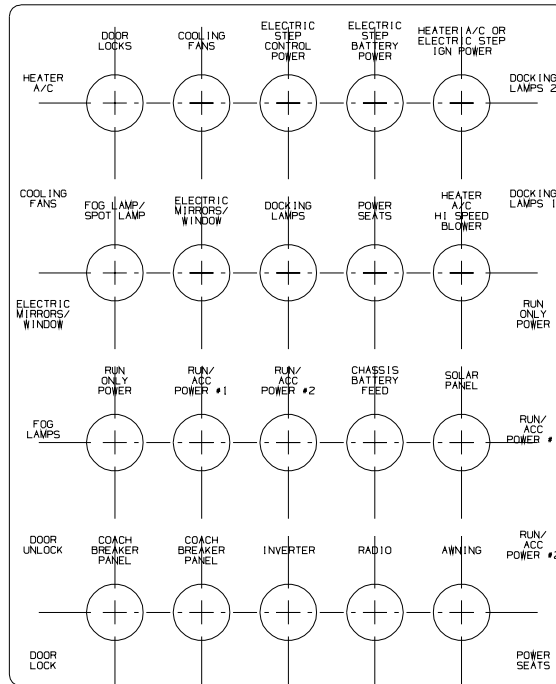 DOOR
LOCKS
COOLING
FANS
ELECTRIC
STEP
CONTROL
POWER
ELECTRIC
STEP
BATTERY
POWER
HEATER A/C OR
ELECTRIC STEP
IGN POWER
HEATER
A/C
DOCKING
LAMPS 2
COOLING
FANS
FOG LAMP/
SPOT LAMP
ELECTRIC
MIRRORS/
WINDOW
DOCKING
LAMPS
POWER
SEATS
HEATER
A/C
HI SPEED
BLOWER
DOCKING
LAMPS 1
ELECTRIC
MIRRORS/
WINDOW
RUN
ONLY
POWER
RUN
ONLY
POWER
RUN/
ACC
POWER #1
RUN/
ACC
POWER #2
CHASSIS
BATTERY
FEED
SOLAR
PANEL
FOG
LAMPS
RUN/
ACC
POWER #
DOOR
UNLOCK
COACH
BREAKER
PANEL
COACH
BREAKER
PANEL
INVERTER
RADIO
AWNING
RUN/
ACC
POWER #2
DOOR
LOCK
POWER
SEATS